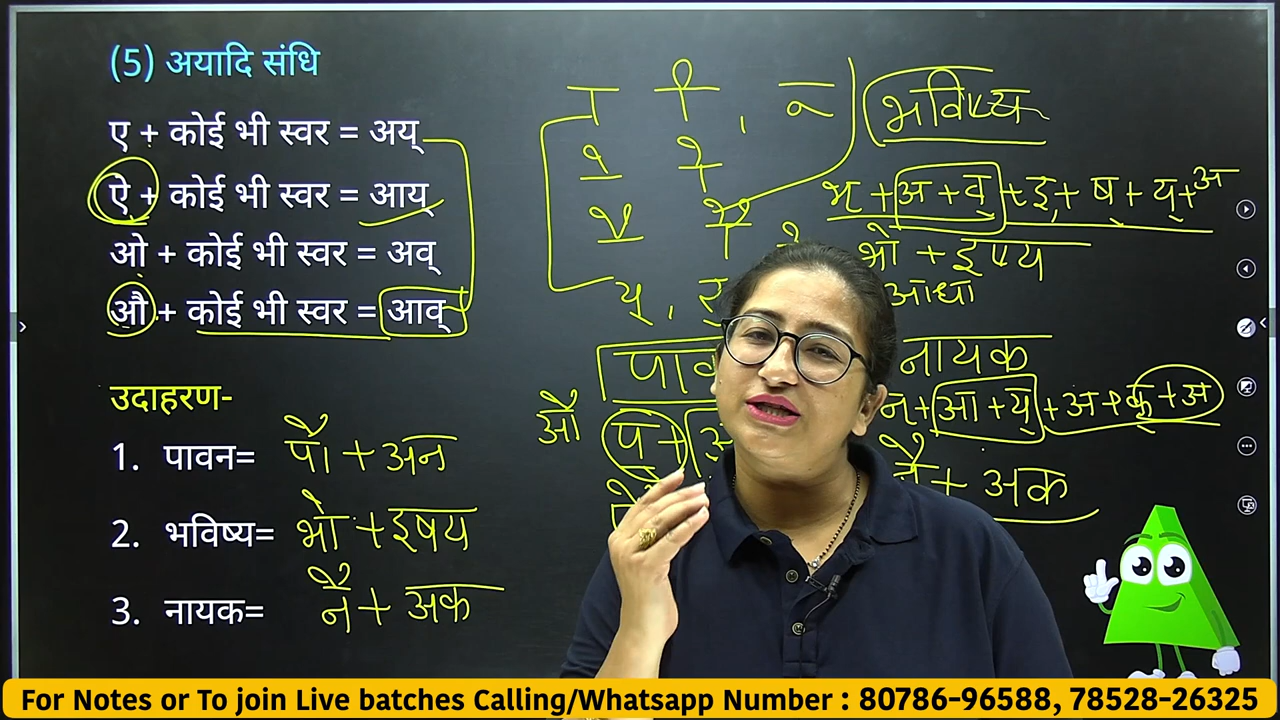 (5) अयादि संधि
ए + कोई भी स्वर = अय्
ऐ + कोई भी स्वर = आय्
ओ + कोई भी स्वर = अव्
औ + कोई भी स्वर = आव्
उदाहरण-
1. पावन= पौ + अन
2. भविष्य= भो + इषय
3. नायक= नै + अक
भविष्य
भ् + अ + व् + इ + ष् + य् + अ
भो + इष्य
आधा
नायक
न् + आ + य् + अ + क् + अ
औ
नै + अक
For Notes or To join Live batches Calling/Whatsapp Number : 80786-96588, 78528-26325